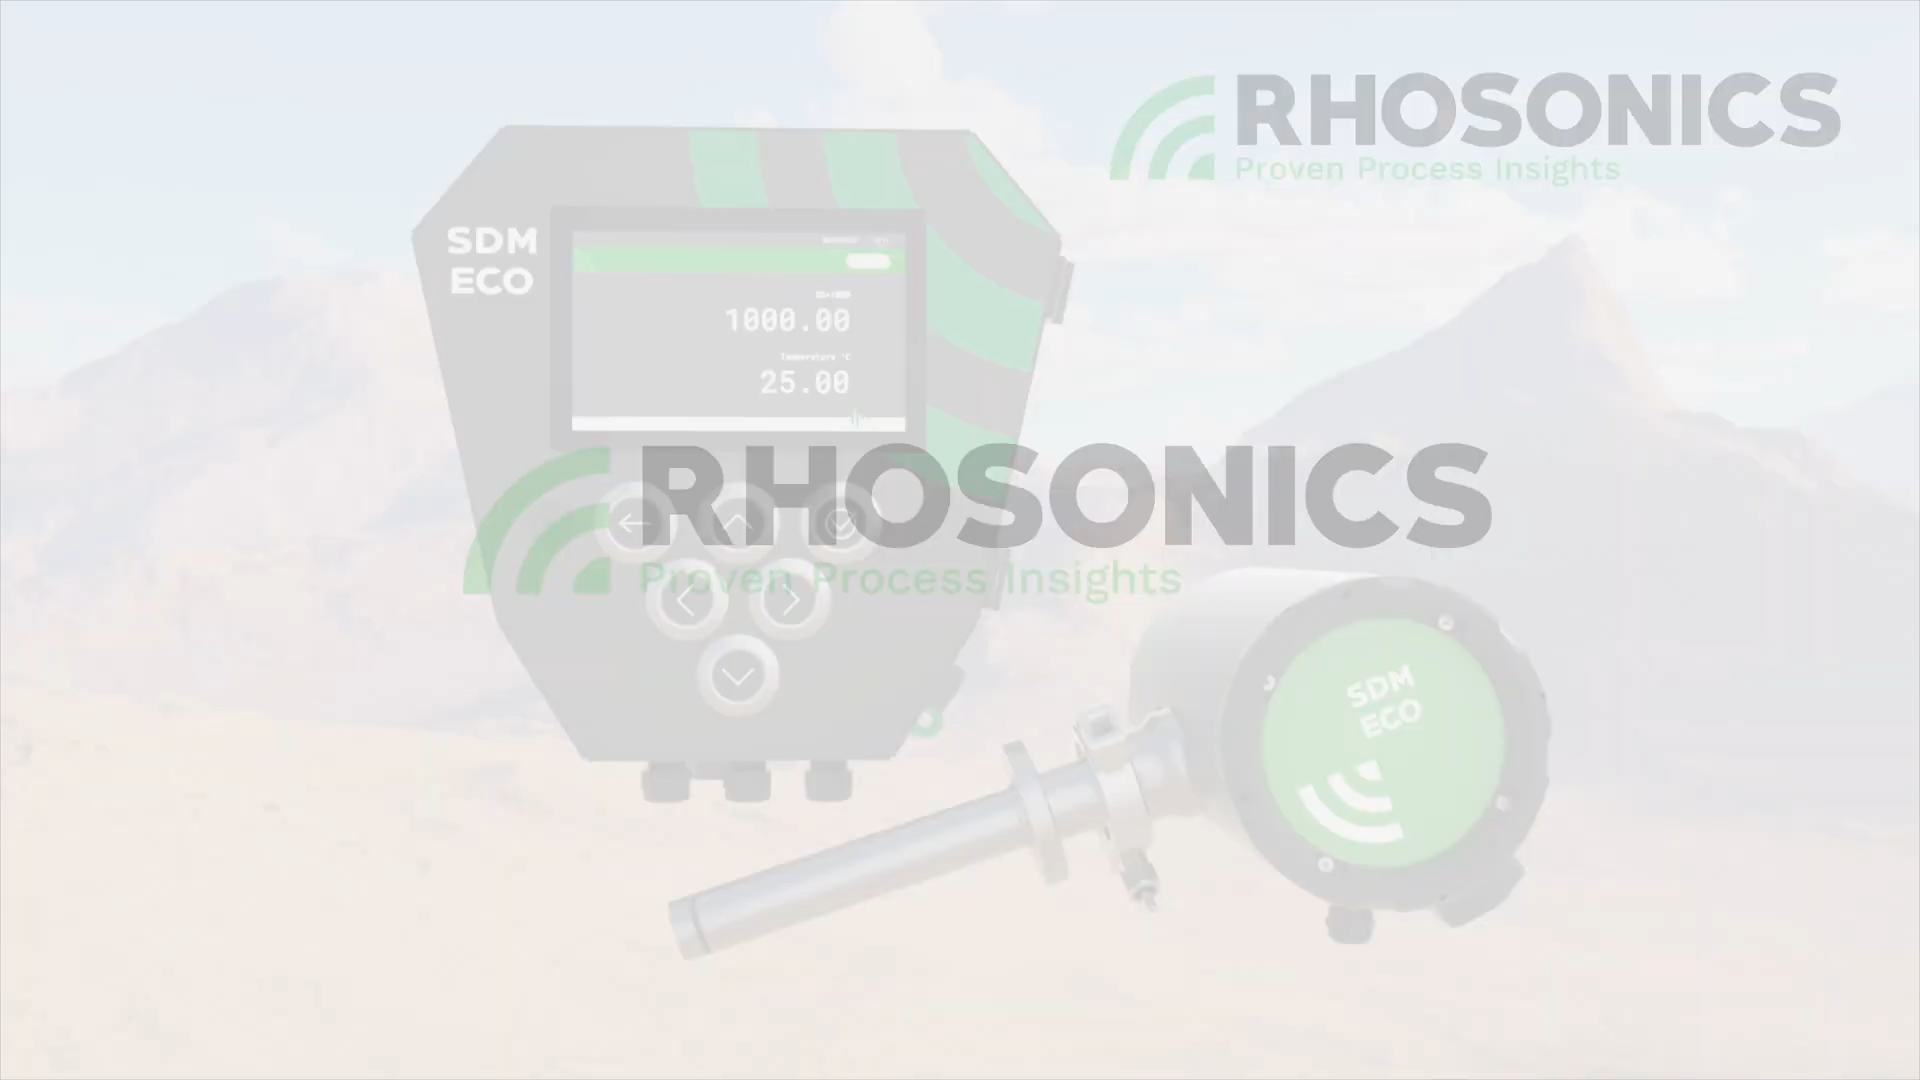 RHOSONICS
Proven Process Insights
SDM
ECO
1000.00
Temperature °C
25.00
RHOSONICS
Proven Process Insights
SDM
ECO